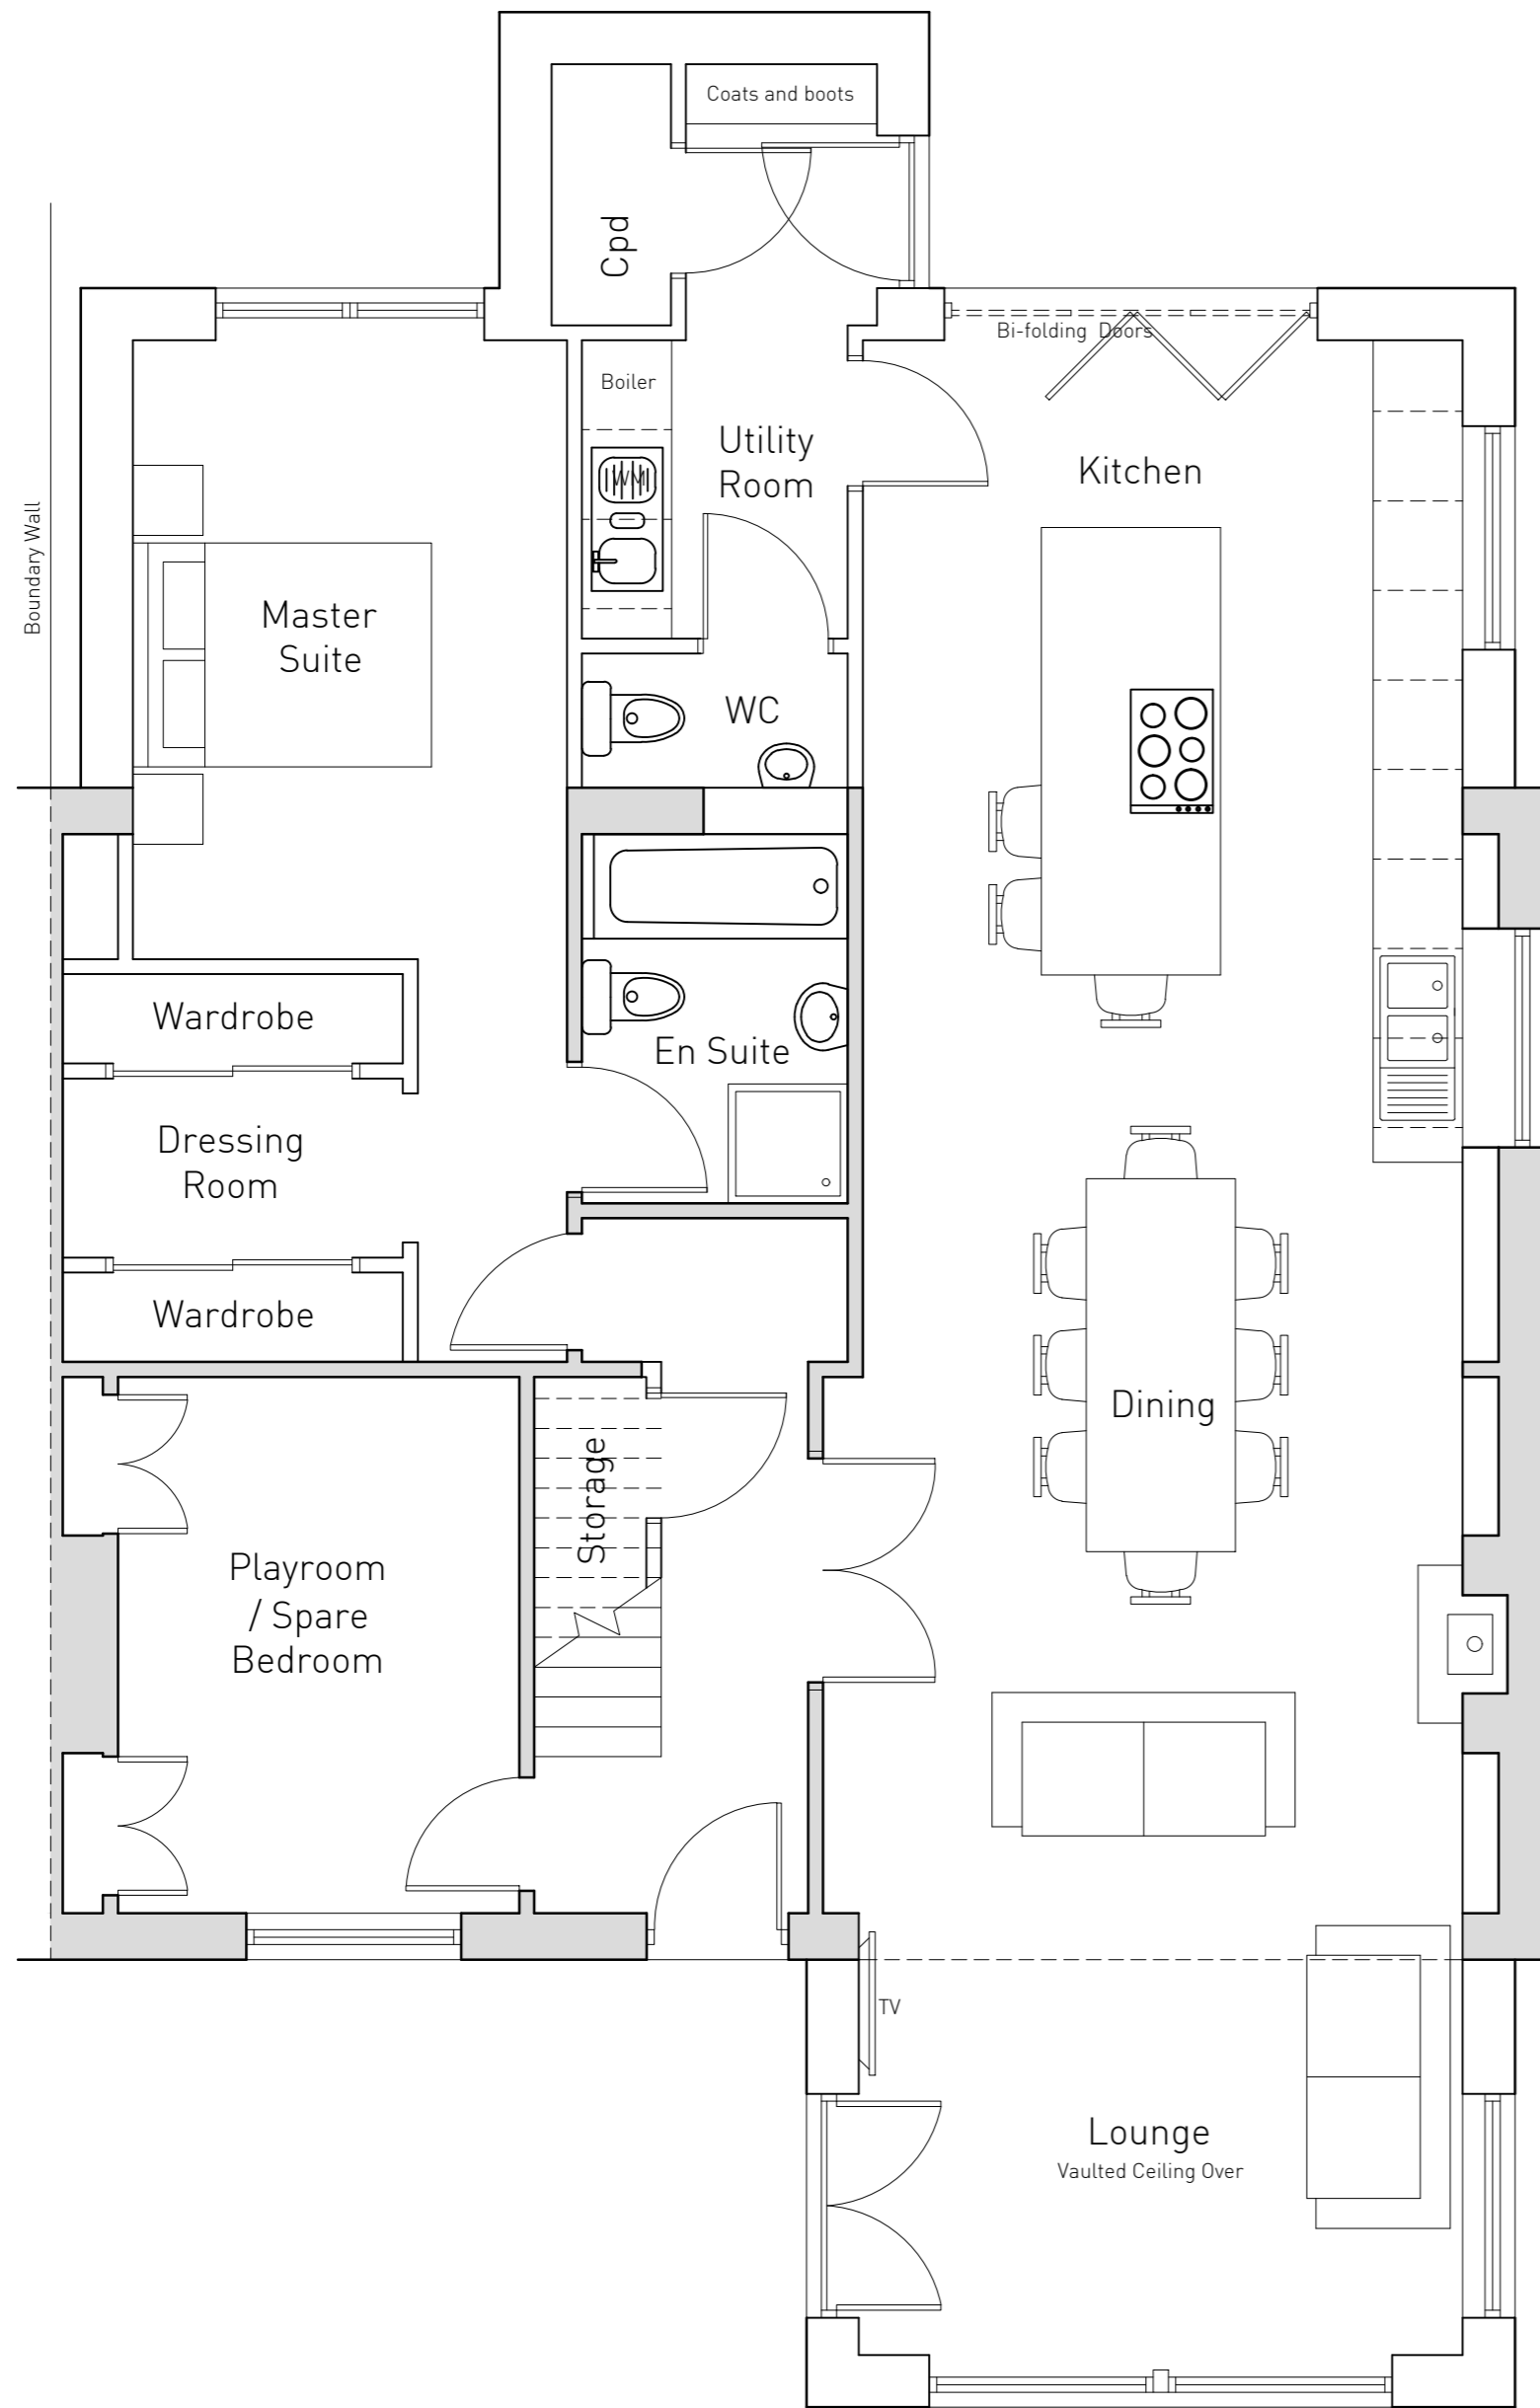 Coats and boots
Cpd
Bi-folding Doors
Boiler
Utility
Room
Kitchen
WM
Boundary Wall
Master
Suite
WC
Wardrobe
En Suite
Dressing
Room
Wardrobe
Dining
Storage
Playroom
/ Spare
Bedroom
TV
Lounge
Vaulted Ceiling Over